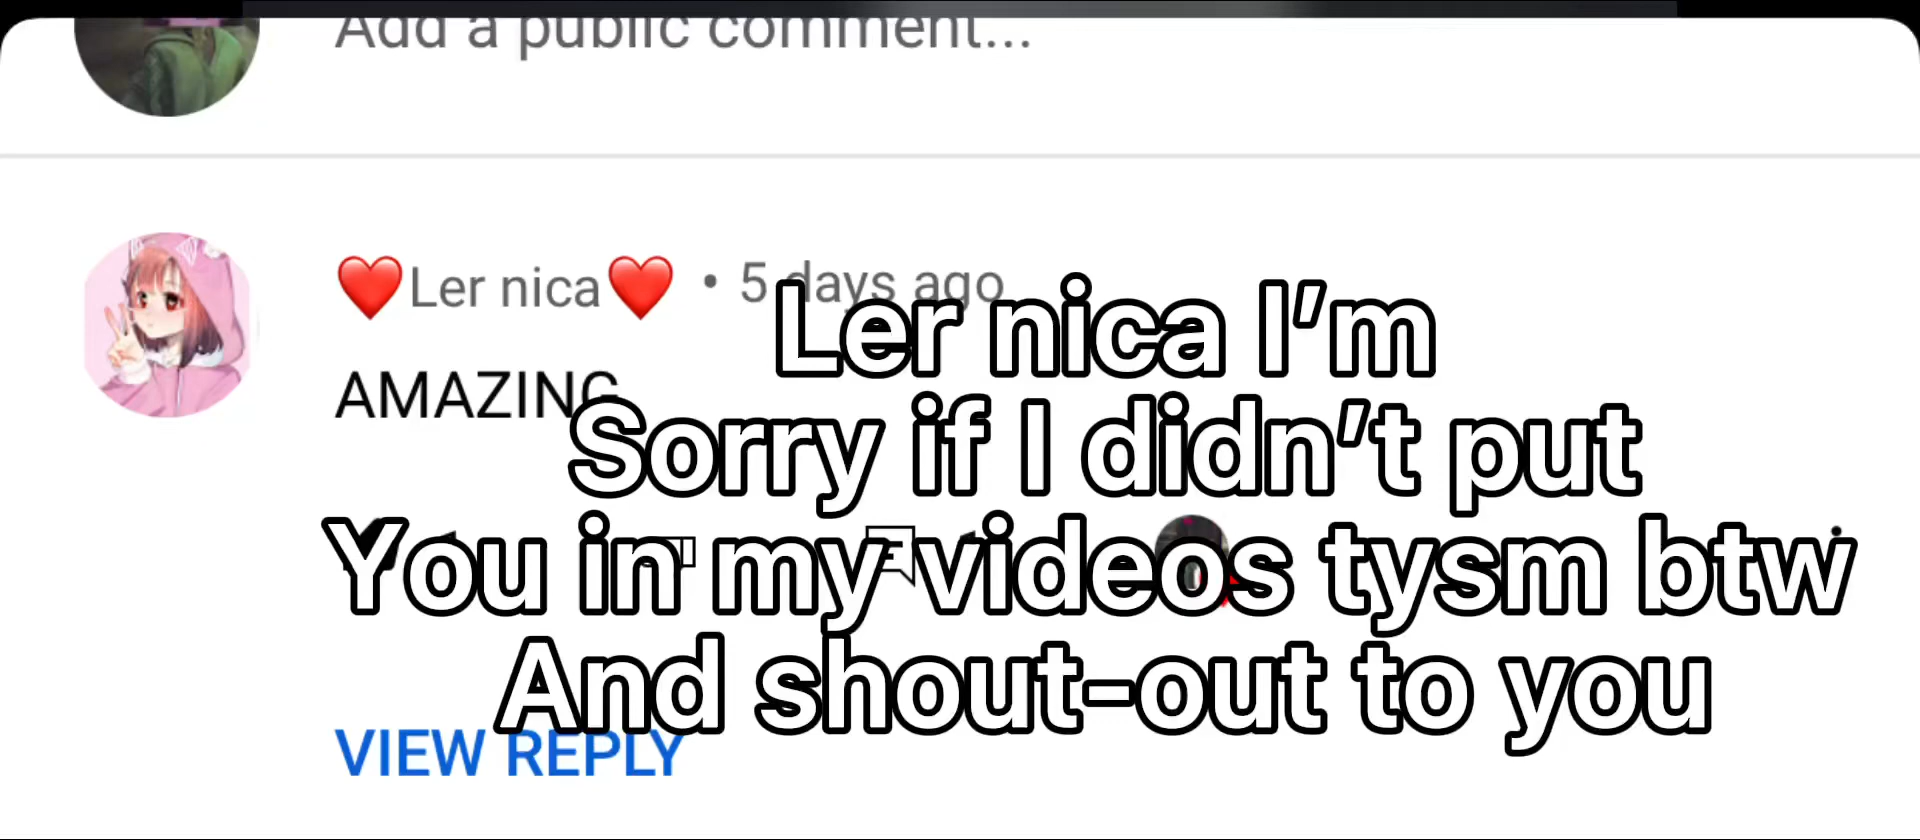 Add a public comment...
❤️Ler nica❤️ • 5 days ago
AMAZING
Ler nica I’m
Sorry if I didn’t put
You in my videos tysm btw
And shout-out to you
VIEW REPLY